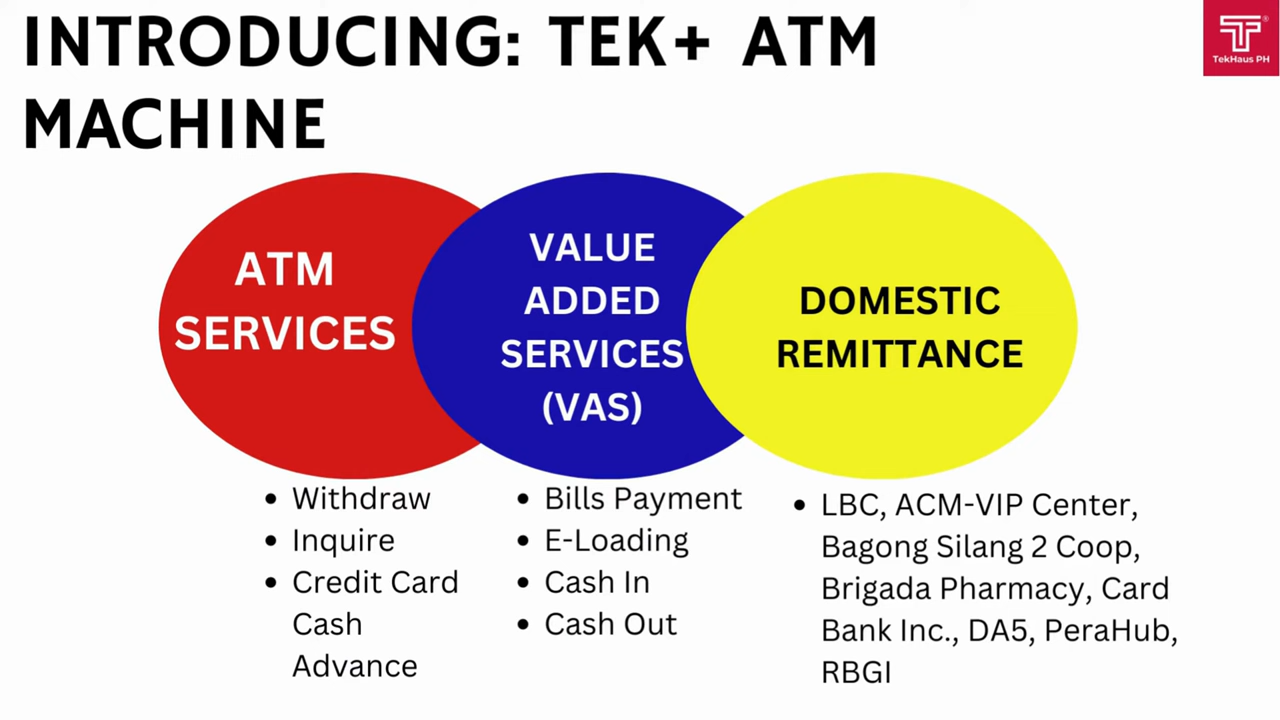 INTRODUCING: TEK+ ATM
MACHINE
TekHaus PH
ATM
SERVICES
VALUE
ADDED
SERVICES
(VAS)
DOMESTIC
REMITTANCE
• Withdraw
• Inquire
• Credit Card
Cash
Advance
• Bills Payment
• E-Loading
• Cash In
• Cash Out
• LBC, ACM-VIP Center,
Bagong Silang 2 Coop,
Brigada Pharmacy, Card
Bank Inc., DA5, PeraHub,
RBGI